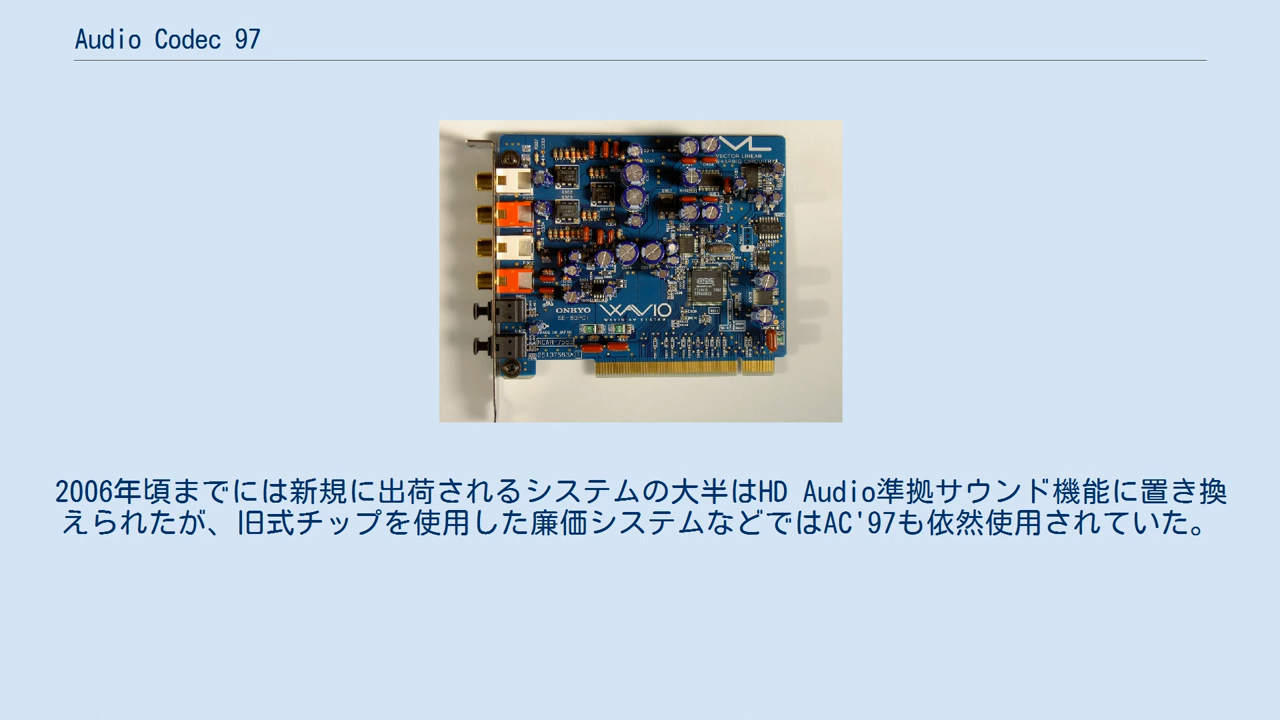 Audio Codec 97
VECTOR LINEAR
SHAPING CIRCUITRY
ONKYO
SE-80PCI
WAVIO
2006年頃までには新規に出荷されるシステムの大半はHD Audio準拠サウンド機能に置き換
えられたが、旧式チップを使用した廉価システムなどではAC'97も依然使用されていた。